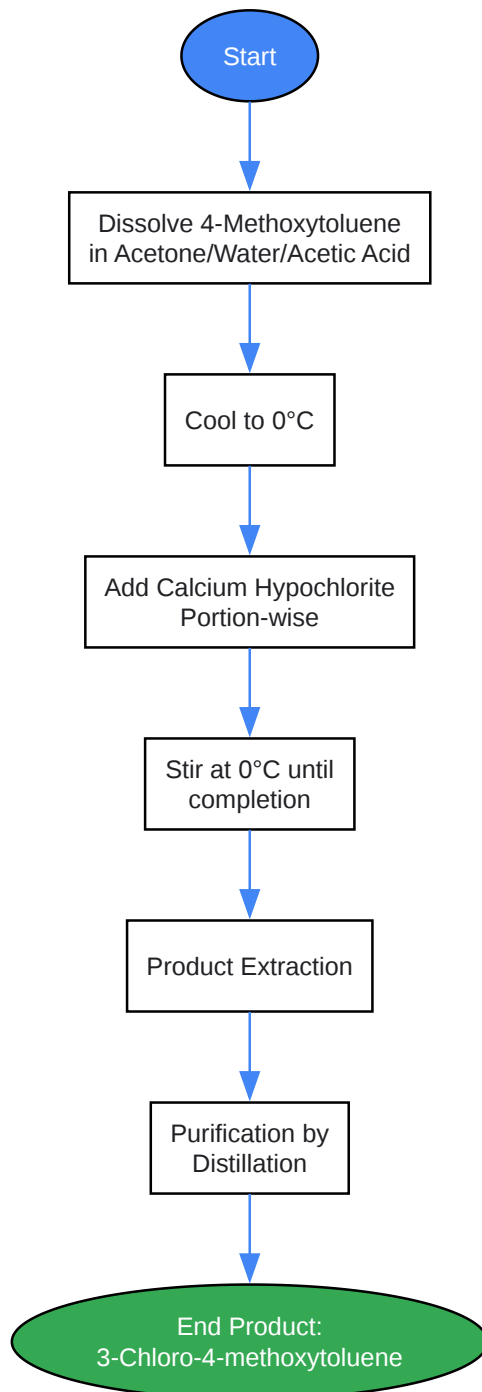 Start
Dissolve 4-Methoxytoluene
in Acetone/Water/Acetic Acid
Cool to 0°C
Add Calcium Hypochlorite
Portion-wise
Stir at 0°C until
completion
Product Extraction
Purification by
Distillation
End Product:
3-Chloro-4-methoxytoluene